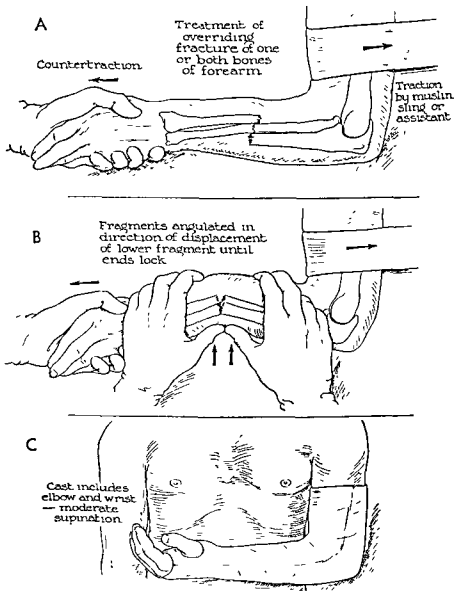 A
Treatment of
overriding
fracture of one
or both bones
of forearm
Countertraction
Traction
by muslin
sling or
assistant
B
Fragments angulated in
direction of displacement
of lower fragment until
ends lock
C
Cast includes
elbow and wrist
— moderate
supination